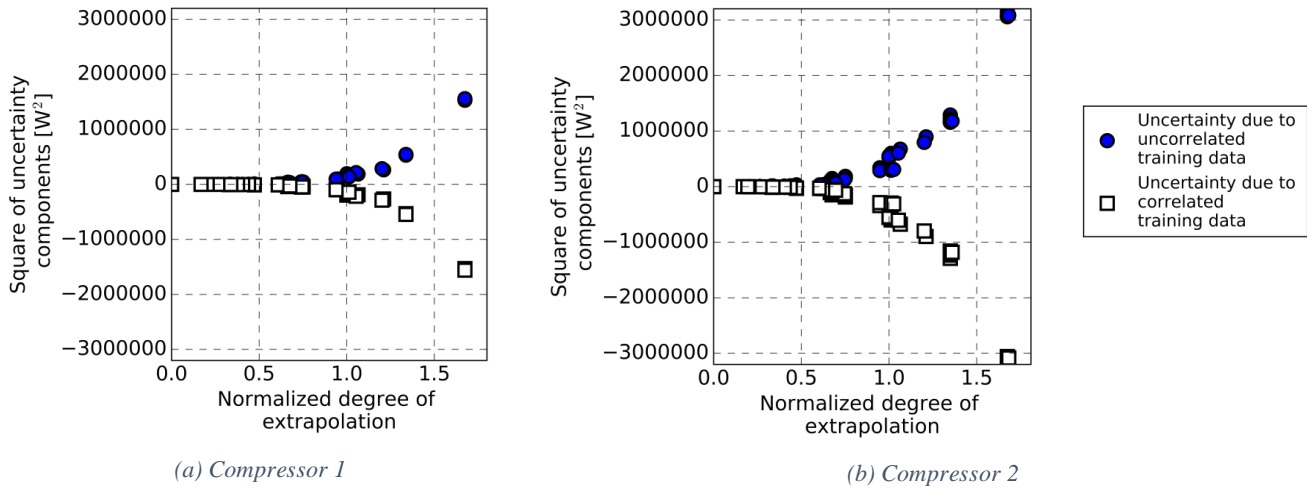 3000000
2000000
1000000
0
−1000000
−2000000
−3000000
Square of uncertainty
components [W²]
0.0 0.5 1.0 1.5
Normalized degree of
extrapolation
(a) Compressor 1
3000000
2000000
1000000
0
−1000000
−2000000
−3000000
Square of uncertainty
components [W²]
0.0 0.5 1.0 1.5
Normalized degree of
extrapolation
(b) Compressor 2
Uncertainty due to
uncorrelated
training data
Uncertainty due to
correlated
training data